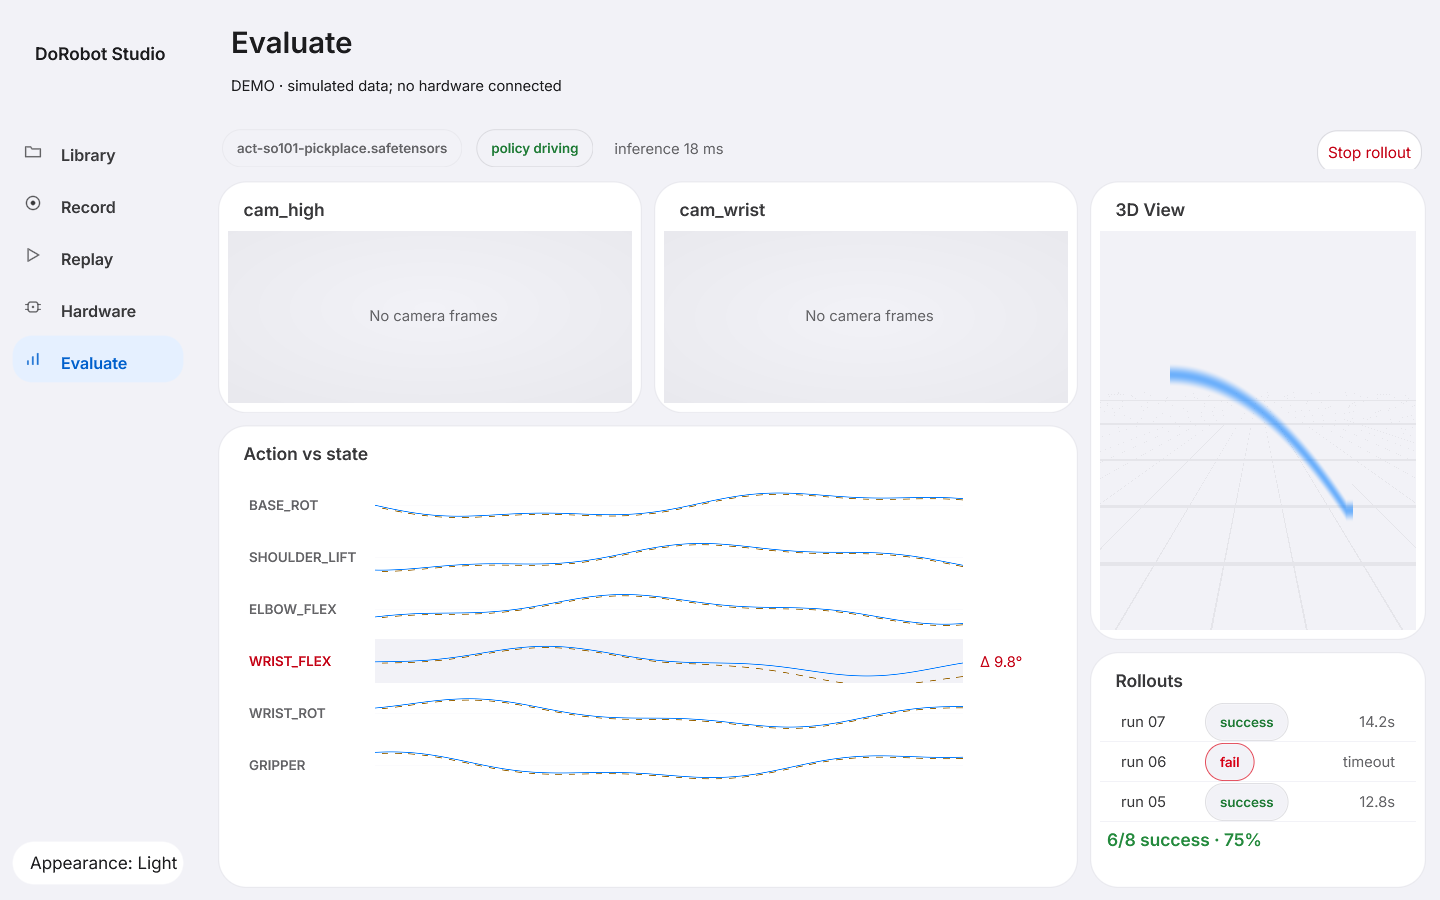 DoRobot Studio
Library
Record
Replay
Hardware
Evaluate
Appearance: Light
Evaluate
DEMO · simulated data; no hardware connected
act-so101-pickplace.safetensors
policy driving
inference 18 ms
Stop rollout
cam_high
No camera frames
cam_wrist
No camera frames
3D View
Action vs state
BASE_ROT
SHOULDER_LIFT
ELBOW_FLEX
WRIST_FLEX Δ 9.8°
WRIST_ROT
GRIPPER
Rollouts
run 07 success 14.2s
run 06 fail timeout
run 05 success 12.8s
6/8 success · 75%